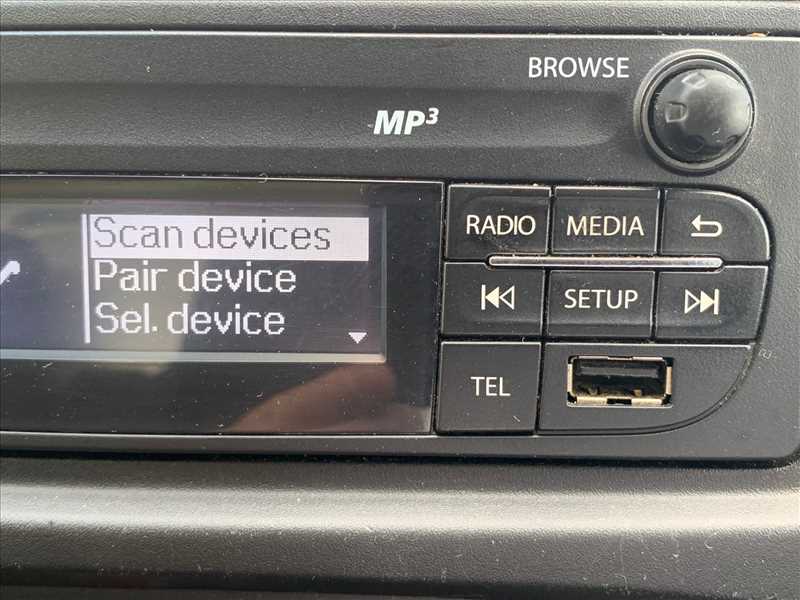 BROWSE
MP³
Scan devices
Pair device
Sel. device
RADIO
MEDIA
SETUP
TEL